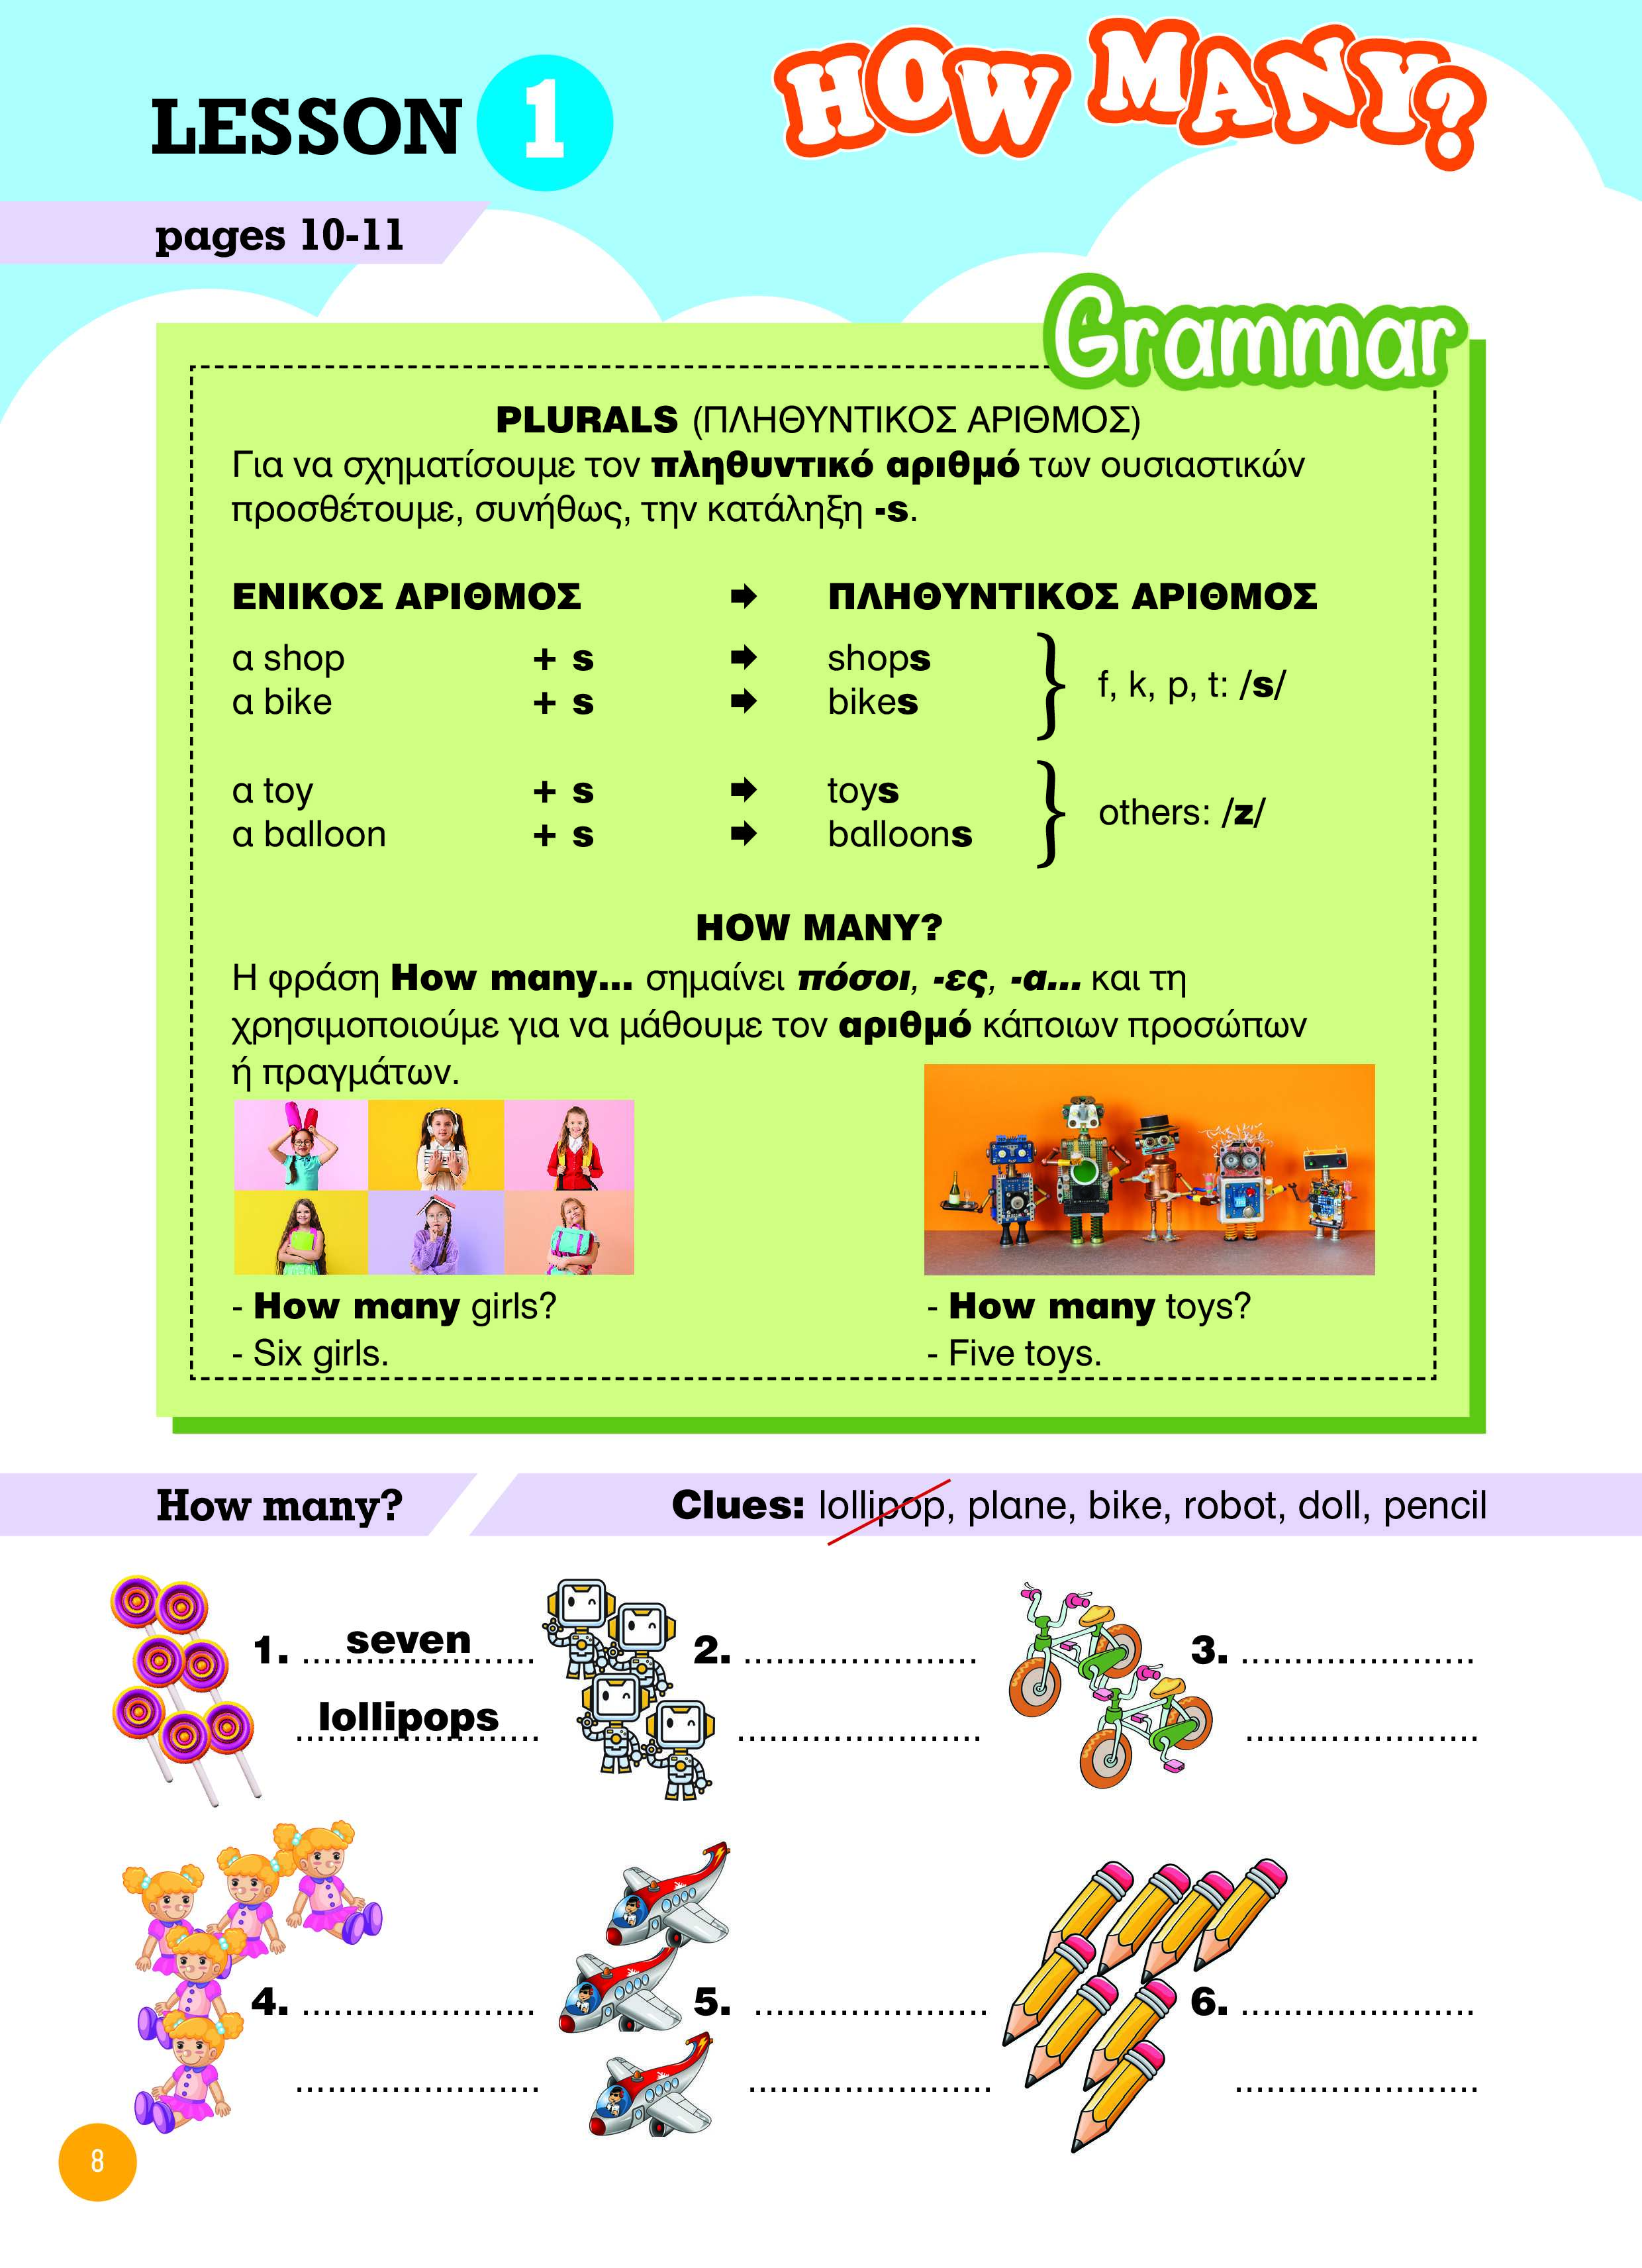 LESSON 1
HOW MANY?
pages 10-11
Grammar
PLURALS (ΠΛΗΘΥΝΤΙΚΟΣ ΑΡΙΘΜΟΣ)
Για να σχηματίσουμε τον πληθυντικό αριθμό των ουσιαστικών
προσθέτουμε, συνήθως, την κατάληξη -s.
ΕΝΙΚΟΣ ΑΡΙΘΜΟΣ ➡ ΠΛΗΘΥΝΤΙΚΟΣ ΑΡΙΘΜΟΣ
a shop + s ➡ shops
a bike + s ➡ bikes
f, k, p, t: /s/
a toy + s ➡ toys
a balloon + s ➡ balloons
others: /z/
HOW MANY?
Η φράση How many... σημαίνει πόσοι, -ες, -α... και τη
χρησιμοποιούμε για να μάθουμε τον αριθμό κάποιων προσώπων
ή πραγμάτων.
- How many girls?
- Six girls.
- How many toys?
- Five toys.
How many?
Clues: lollipop, plane, bike, robot, doll, pencil
1. seven
lollipops
2. ......................
......................
3. ......................
......................
4. ......................
......................
5. ......................
......................
6. ......................
......................
8